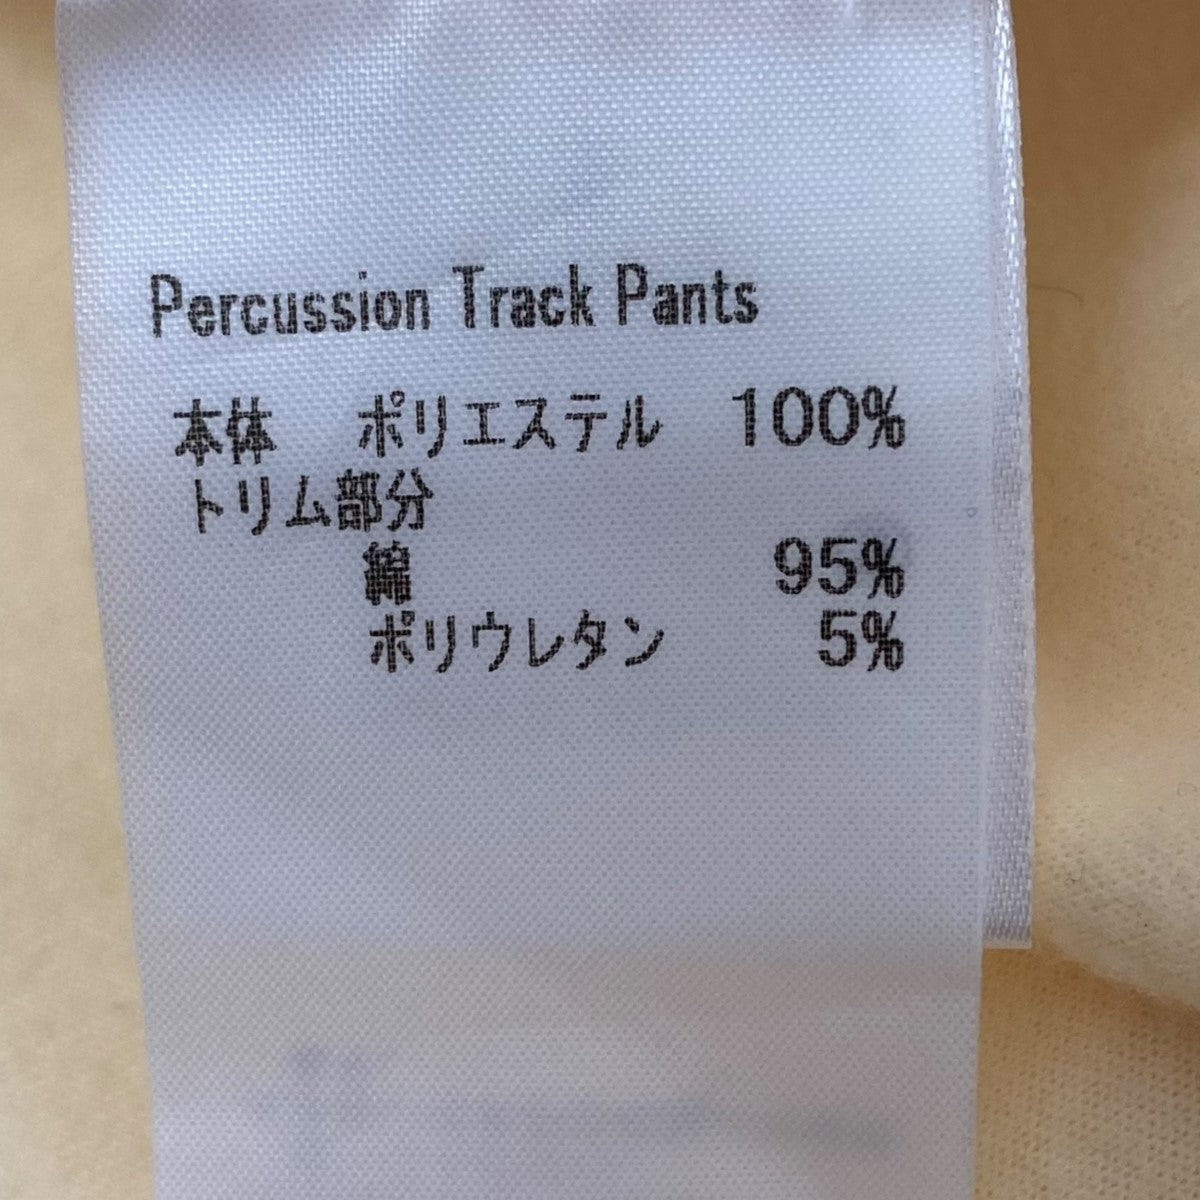 Percussion Track Pants
本体 ポリエステル 100%
トリム部分
綿 95%
ポリウレタン 5%